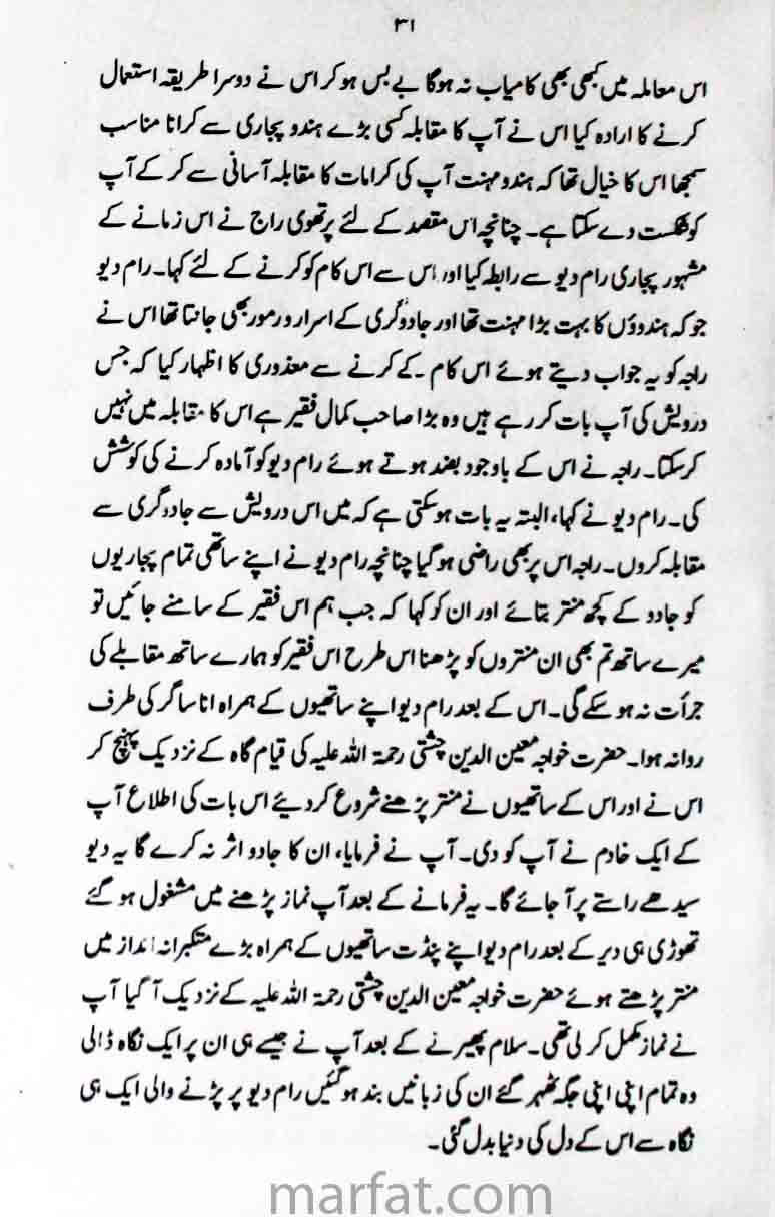 ۳۱
اس معاملہ میں کبھی بھی کامیاب نہ ہوگا بے بس ہو کر اس نے دوسرا طریقہ استعمال
کرنے کا ارادہ کیا اس نے آپ کا مقابلہ کسی بڑے ہندو پجاری سے کرانا مناسب
سمجھا اس کا خیال تھا کہ ہندو مہنت آپ کی کرامات کا مقابلہ آسانی سے کر کے آپ
کو شکست دے سکتا ہے۔ چنانچہ اس مقصد کے لئے پرتھوی راج نے اس زمانے کے
مشہور پجاری رام دیو سے رابطہ کیا اور اس سے اس کام کو کرنے کے لئے کہا۔ رام دیو
جو کہ ہندوؤں کا بہت بڑا مہنت تھا اور جادوگری کے اسرار و رموز بھی جانتا تھا اس نے
راجہ کو یہ جواب دیتے ہوئے اس کام کے کرنے سے معذوری کا اظہار کیا کہ جس
درویش کی آپ بات کر رہے ہیں وہ بڑا صاحب کمال فقیر ہے اس کا مقابلہ میں نہیں
کر سکتا۔ راجہ نے اس کے باوجود بضد ہوتے ہوئے رام دیو کو آمادہ کرنے کی کوشش
کی۔ رام دیو نے کہا، البتہ یہ بات ہو سکتی ہے کہ میں اس درویش سے جادوگری سے
مقابلہ کروں۔ راجہ اس پر بھی راضی ہو گیا چنانچہ رام دیو نے اپنے ساتھی تمام پجاریوں
کو جادو کے کچھ منتر بتائے اور ان کو کہا کہ جب ہم اس فقیر کے سامنے جائیں تو
میرے ساتھ تم بھی ان منتروں کو پڑھنا اس طرح اس فقیر کو ہمارے ساتھ مقابلے کی
جرأت نہ ہو سکے گی۔ اس کے بعد رام دیو اپنے ساتھیوں کے ہمراہ انا ساگر کی طرف
روانہ ہوا۔ حضرت خواجہ معین الدین چشتی رحمۃ اللہ علیہ کی قیام گاہ کے نزدیک پہنچ کر
اس نے اور اس کے ساتھیوں نے منتر پڑھنے شروع کر دیئے اس بات کی اطلاع آپ
کے ایک خادم نے آپ کو دی۔ آپ نے فرمایا، ان کا جادو اثر نہ کرے گا یہ دیو
سیدھے راستے پر آ جائے گا۔ یہ فرمانے کے بعد آپ نماز پڑھنے میں مشغول ہو گئے
تھوڑی ہی دیر کے بعد رام دیو اپنے پنڈت ساتھیوں کے ہمراہ بڑے متکبرانہ انداز میں
منتر پڑھتے ہوئے حضرت خواجہ معین الدین چشتی رحمۃ اللہ علیہ کے نزدیک آ گیا آپ
نے نماز مکمل کر لی تھی۔ سلام پھیرنے کے بعد آپ نے جیسے ہی ان پر ایک نگاہ ڈالی
وہ تمام اپنی اپنی جگہ ٹھہر گئے ان کی زبانیں بند ہو گئیں رام دیو پر پڑنے والی ایک ہی
نگاہ سے اس کے دل کی دنیا بدل گئی۔
marfat.com